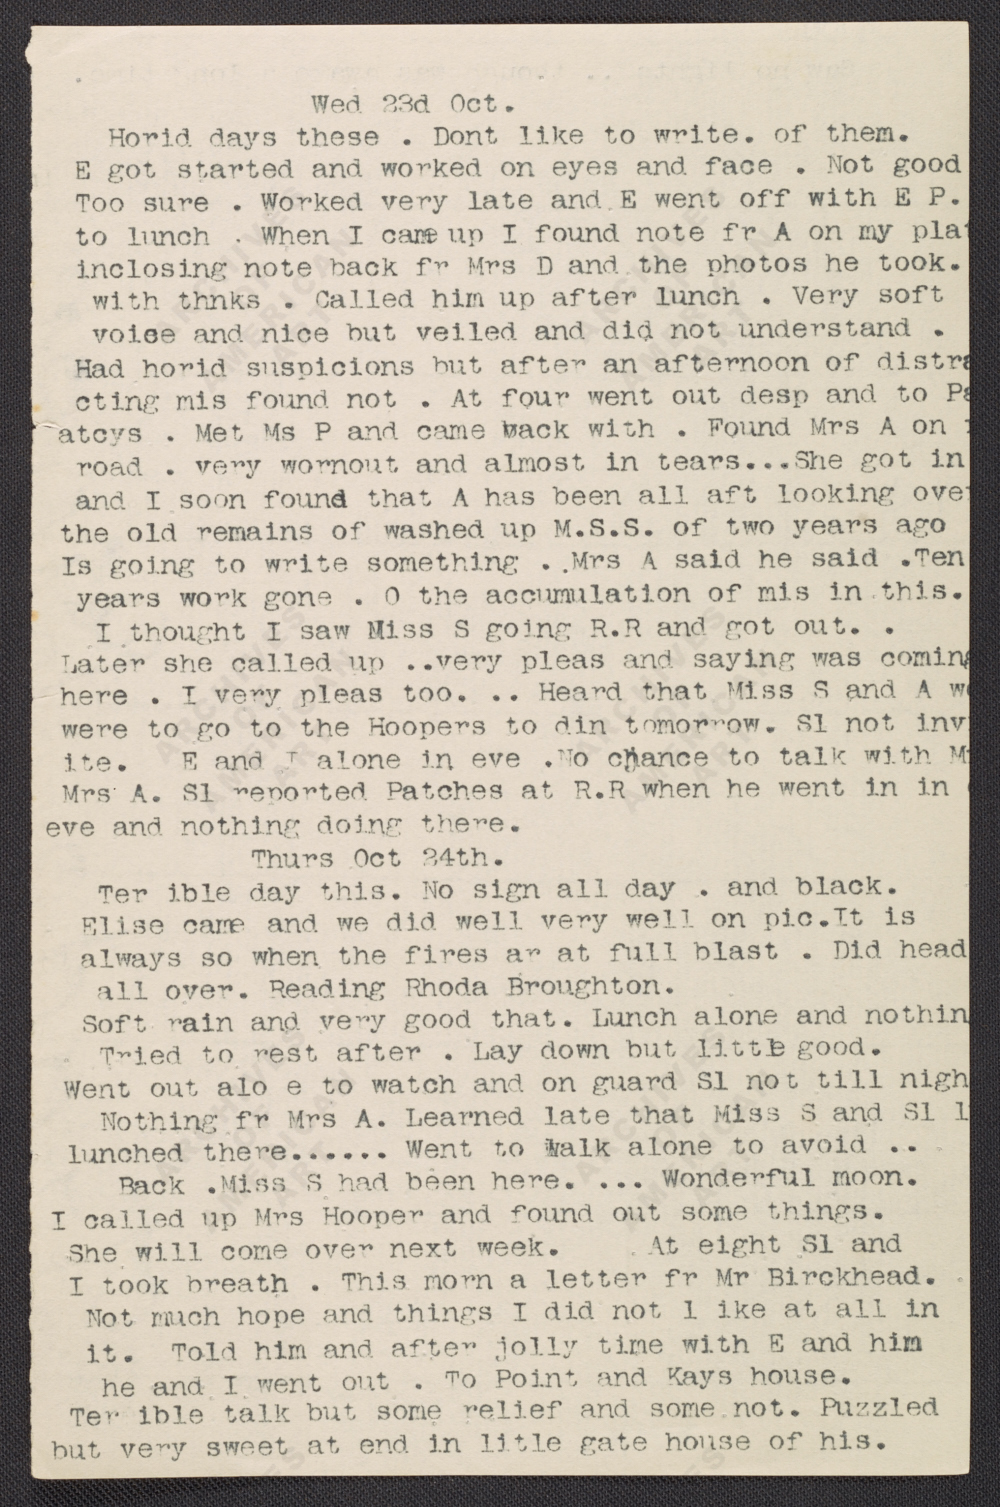 Wed 23d Oct.
Horid days these . Dont like to write. of them.
E got started and worked on eyes and face . Not good
Too sure . Worked very late and E went off with E P.
to lunch . When I came up I found note fr A on my plat
inclosing note back fr Mrs D and the photos he took.
with thnks . Called him up after lunch . Very soft
voice and nice but veiled and did not understand .
Had horid suspicions but after an afternoon of distra
cting mis found not . At four went out desp and to Pa
atcys . Met Ms P and came back with . Found Mrs A on
road . very wornout and almost in tears...She got in
and I soon found that A has been all aft looking over
the old remains of washed up M.S.S. of two years ago
Is going to write something ..Mrs A said he said .Ten
years work gone . O the accumulation of mis in this.
I thought I saw Miss S going R.R and got out. .
Later she called up ..very pleas and saying was coming
here . I very pleas too. .. Heard that Miss S and A we
were to go to the Hoopers to din tomorrow. Sl not inv
ite. E and I alone in eve .No chance to talk with M
Mrs A. Sl reported Patches at R.R when he went in in
eve and nothing doing there.
Thurs Oct 24th.
Ter ible day this. No sign all day . and black.
Elise came and we did well very well on pic.It is
always so when the fires ar at full blast . Did head
all over. Reading Rhoda Broughton.
Soft rain and very good that. Lunch alone and nothin
Tried to rest after . Lay down but little good.
Went out alo e to watch and on guard Sl not till nigh
Nothing fr Mrs A. Learned late that Miss S and Sl l
lunched there...... Went to walk alone to avoid ..
Back .Miss S had been here. ... Wonderful moon.
I called up Mrs Hooper and found out some things.
She will come over next week. .At eight Sl and
I took breath . This morn a letter fr Mr Birckhead.
Not much hope and things I did not l ike at all in
it. Told him and after jolly time with E and him
he and I went out . To Point and Kays house.
Ter ible talk but some relief and some not. Puzzled
but very sweet at end in litle gate house of his.